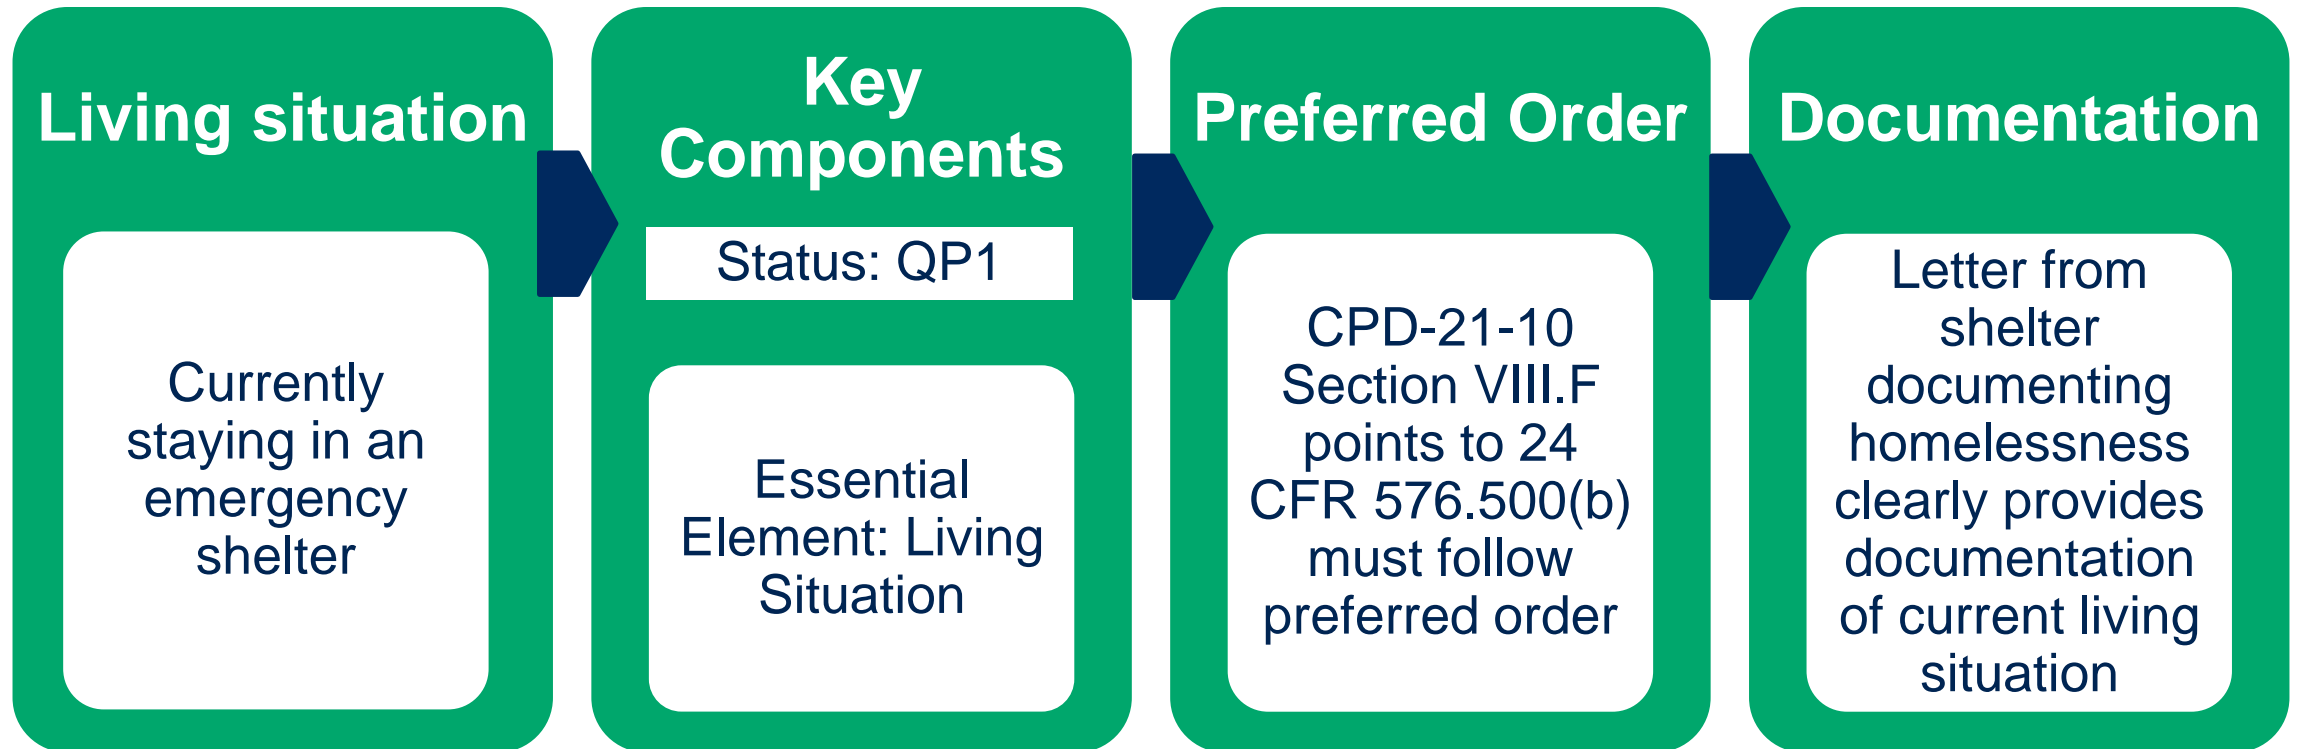 Living situation
Currently
staying in an
emergency
shelter
Key
Components
Status: QP1
Essential
Element: Living
Situation
Preferred Order
CPD-21-10
Section VIII.F
points to 24
CFR 576.500(b)
must follow
preferred order
Documentation
Letter from
shelter
documenting
homelessness
clearly provides
documentation
of current living
situation